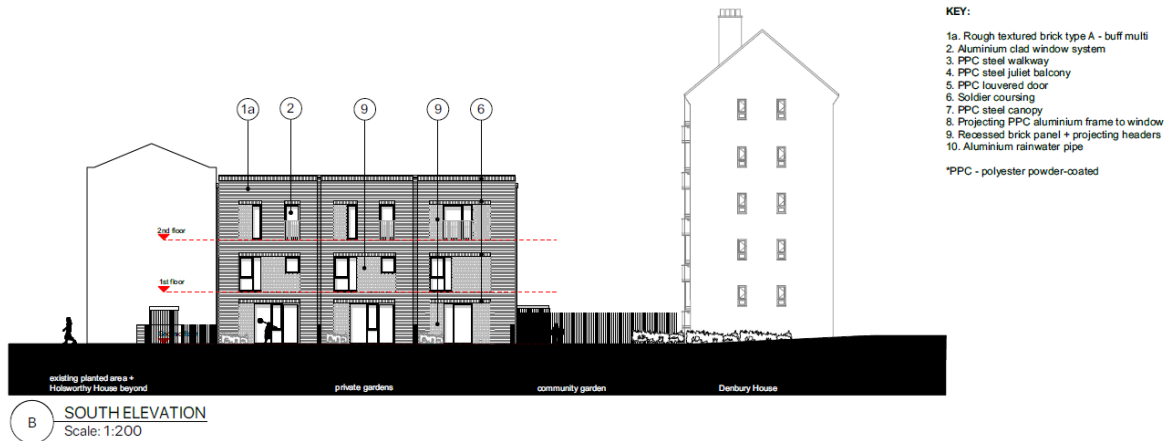 KEY:
1a. Rough textured brick type A - buff multi
2. Aluminium clad window system
3. PPC steel walkway
4. PPC steel juliet balcony
5. PPC louvered door
6. Soldier coursing
7. PPC steel canopy
8. Projecting PPC aluminium frame to window
9. Recessed brick panel + projecting headers
10. Aluminium rainwater pipe
*PPC - polyester powder-coated
1a
2
9
9
6
2nd floor
1st floor
existing planted area +
Holsworthy House beyond
private gardens
community garden
Denbury House
B
SOUTH ELEVATION
Scale: 1:200